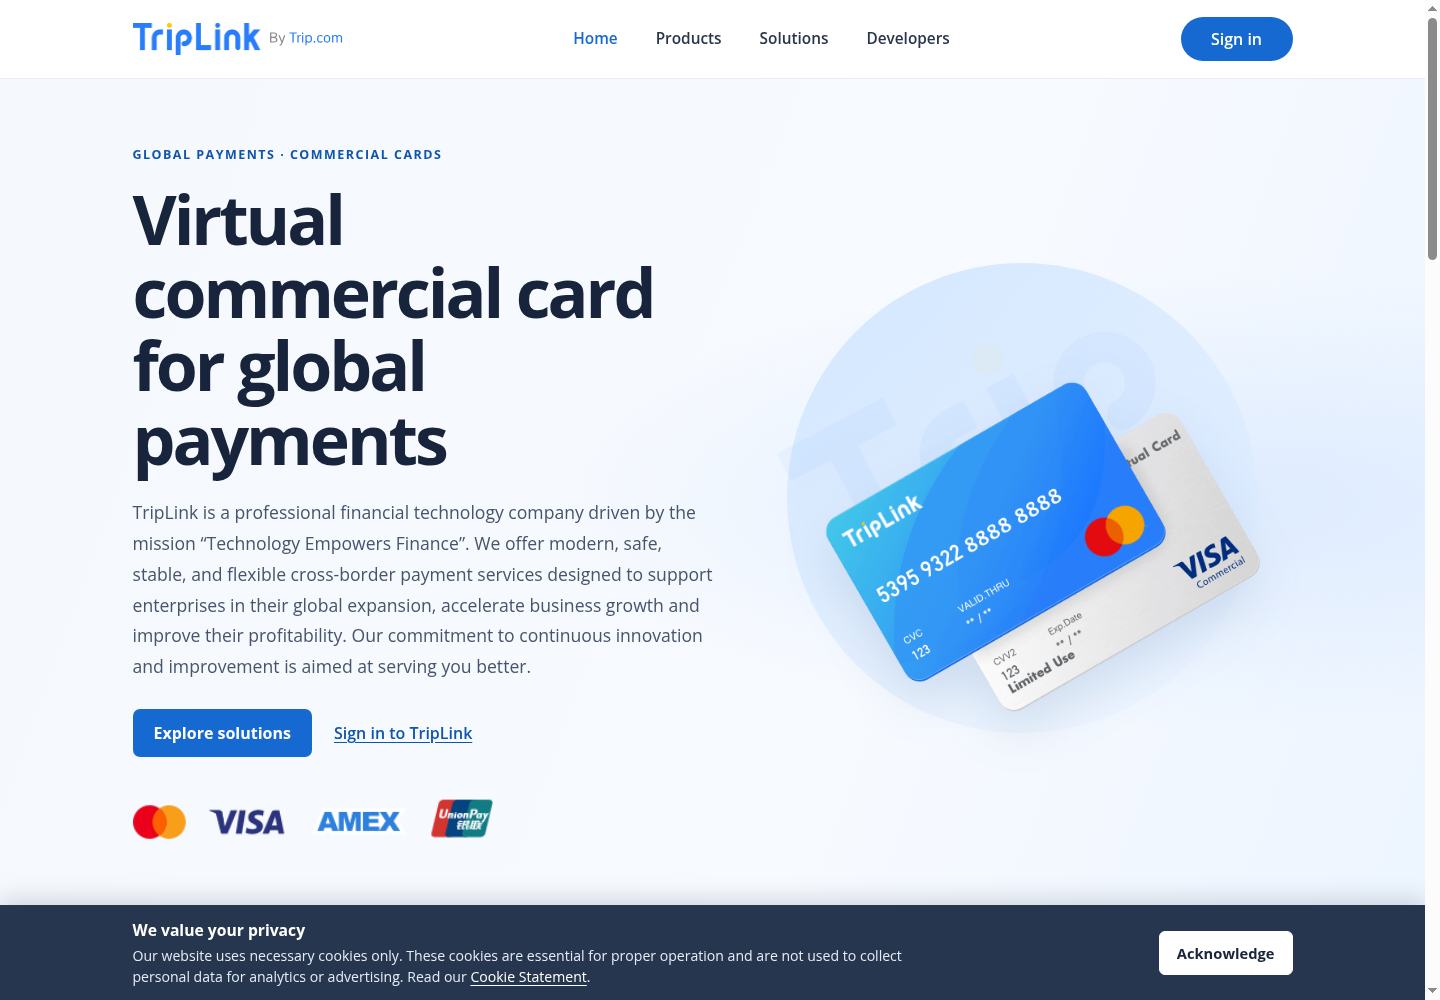 TripLink By Trip.com
Home Products Solutions Developers
Sign in
GLOBAL PAYMENTS · COMMERCIAL CARDS
Virtual
commercial card
for global
payments
TripLink is a professional financial technology company driven by the
mission “Technology Empowers Finance”. We offer modern, safe,
stable, and flexible cross-border payment services designed to support
enterprises in their global expansion, accelerate business growth and
improve their profitability. Our commitment to continuous innovation
and improvement is aimed at serving you better.
Explore solutions
Sign in to TripLink
VISA
AMEX
UnionPay
银联
Trip
TripLink
5395 9322 8888 8888
VALID.THRU
** / **
CVC
123
ual Card
VISA
Commercial
Exp.Date
** / **
CVV2
123
Limited Use
We value your privacy
Our website uses necessary cookies only. These cookies are essential for proper operation and are not used to collect
personal data for analytics or advertising. Read our Cookie Statement.
Acknowledge